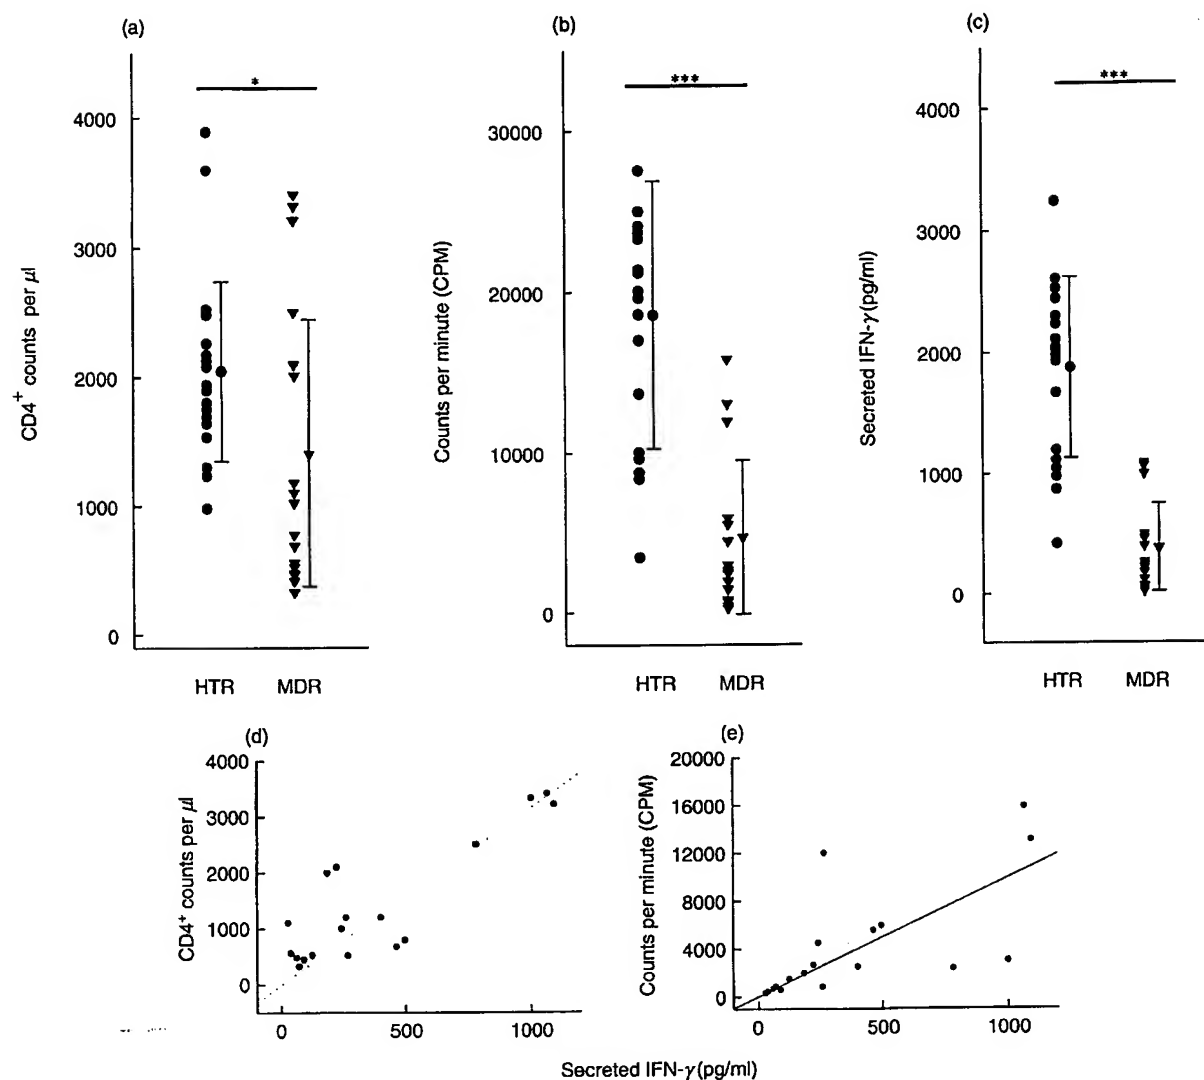 (a)
*
4000
3000
2000
1000
0
CD4+ counts per μl
HTR MDR
(b)
***
30000
20000
10000
0
Counts per minute (CPM)
HTR MDR
(c)
***
4000
3000
2000
1000
0
Secreted IFN-γ(pg/ml)
HTR MDR
(d)
4000
3000
2000
1000
0
CD4+ counts per μl
0 500 1000
(e)
20000
16000
12000
8000
4000
0
Counts per minute (CPM)
0 500 1000
Secreted IFN-γ(pg/ml)